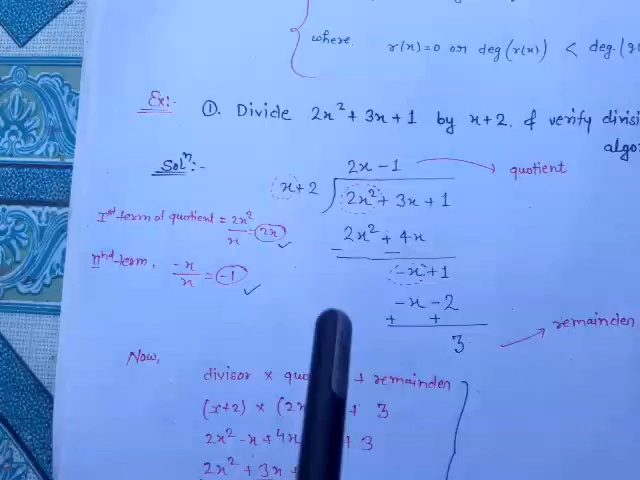 where r(x)=0 or deg(r(x)) < deg.(g
Ex:- ①. Divide 2x² + 3x + 1 by x+2. & verify divisi
algo
Solⁿ:-
2x - 1 → quotient
x+2 2x² + 3x + 1
Iˢᵗ term of quotient = 2x²/x = 2x ✓
2x² + 4x
- -
IIⁿᵈ term, -x/x = -1 ✓
-x + 1
-x - 2
+ +
3 → remainder
Now,
divisor × + remainder
(x+2) × (2x + 3
2x² - x + 4x + 3
2x² + 3x